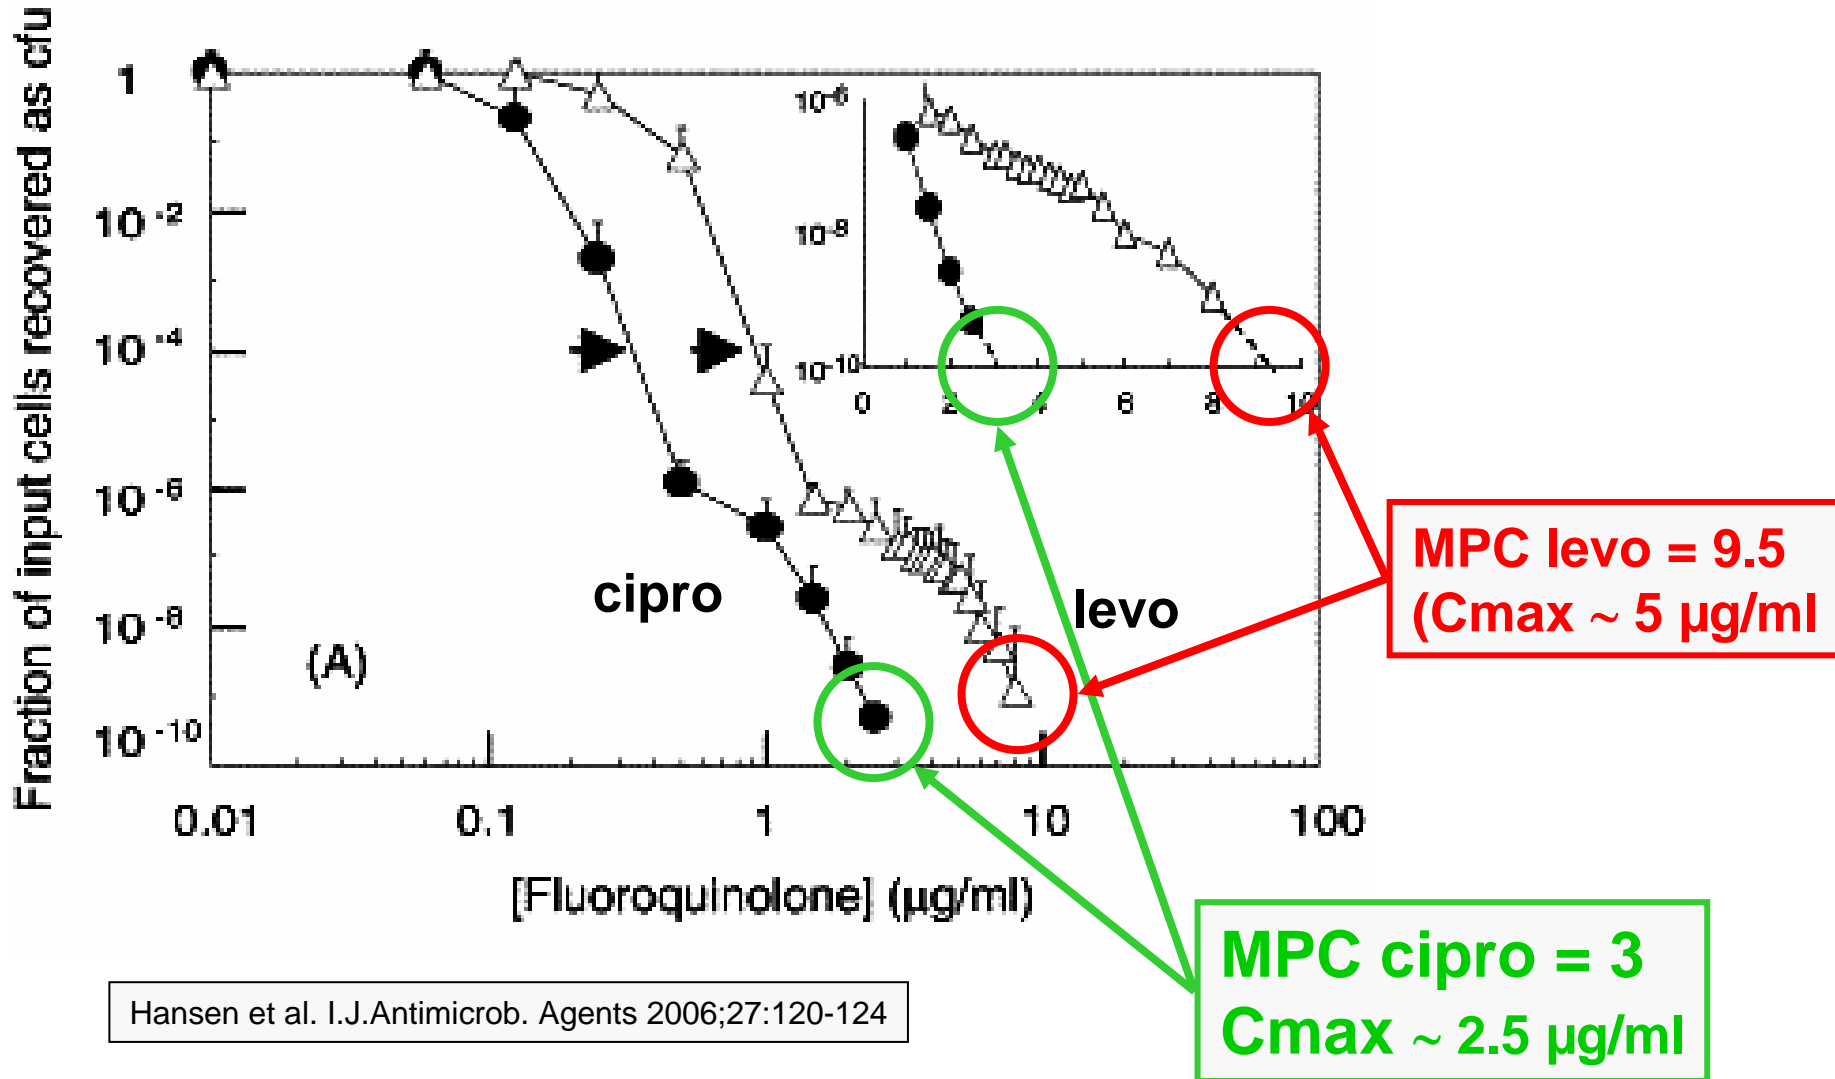 Fraction of input cells recovered as cfu
1
10 -2
10 -4
10 -6
10 -8
10 -10
0.01 0.1 1 10 100
[Fluoroquinolone] (µg/ml)
(A)
cipro
levo
10-6
10-8
10-10
0 2 4 6 8 10
MPC levo = 9.5
(Cmax ~ 5 µg/ml
MPC cipro = 3
Cmax ~ 2.5 µg/ml
Hansen et al. I.J.Antimicrob. Agents 2006;27:120-124